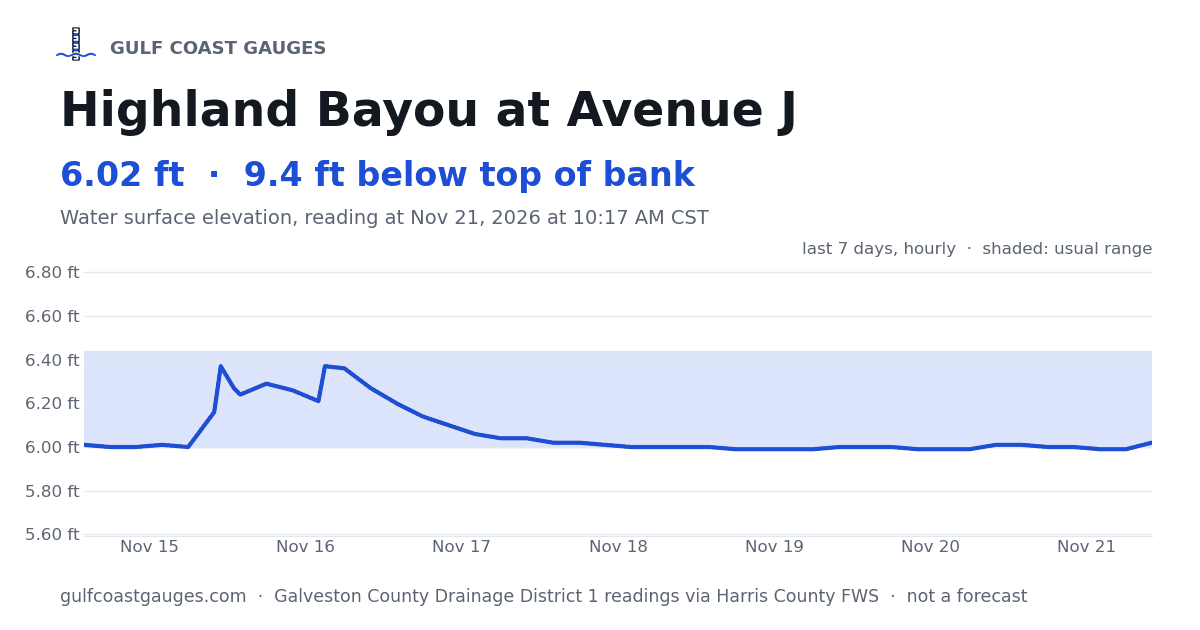 GULF COAST GAUGES
Highland Bayou at Avenue J
6.02 ft · 9.4 ft below top of bank
Water surface elevation, reading at Nov 21, 2026 at 10:17 AM CST
last 7 days, hourly · shaded: usual range
6.80 ft
6.60 ft
6.40 ft
6.20 ft
6.00 ft
5.80 ft
5.60 ft
Nov 15 Nov 16 Nov 17 Nov 18 Nov 19 Nov 20 Nov 21
gulfcoastgauges.com · Galveston County Drainage District 1 readings via Harris County FWS · not a forecast